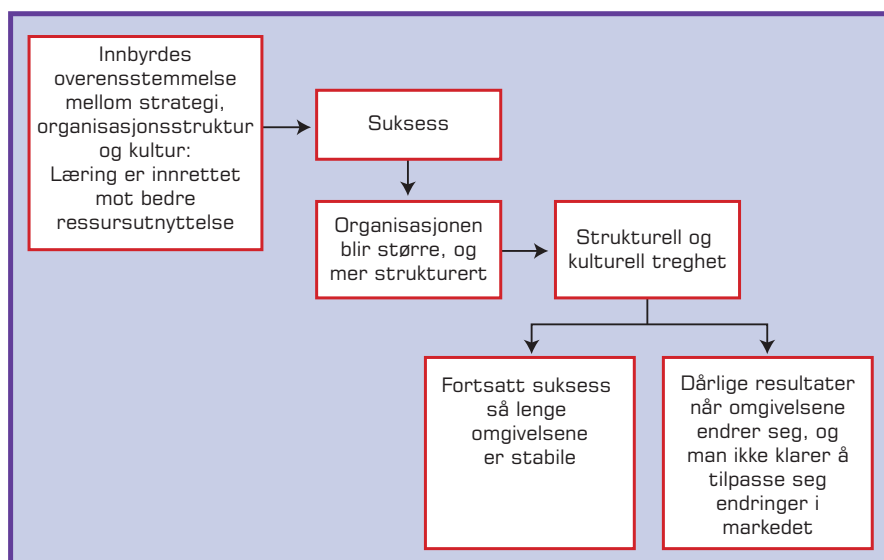 Innbyrdes
overensstemmelse
mellom strategi,
organisasjonsstruktur
og kultur:
Læring er innrettet
mot bedre
ressursutnyttelse
Suksess
Organisasjonen
blir større, og
mer strukturert
Strukturell og
kulturell treghet
Fortsatt suksess
så lenge
omgivelsene
er stabile
Dårlige resultater
når omgivelsene
endrer seg, og
man ikke klarer å
tilpasse seg
endringer i
markedet